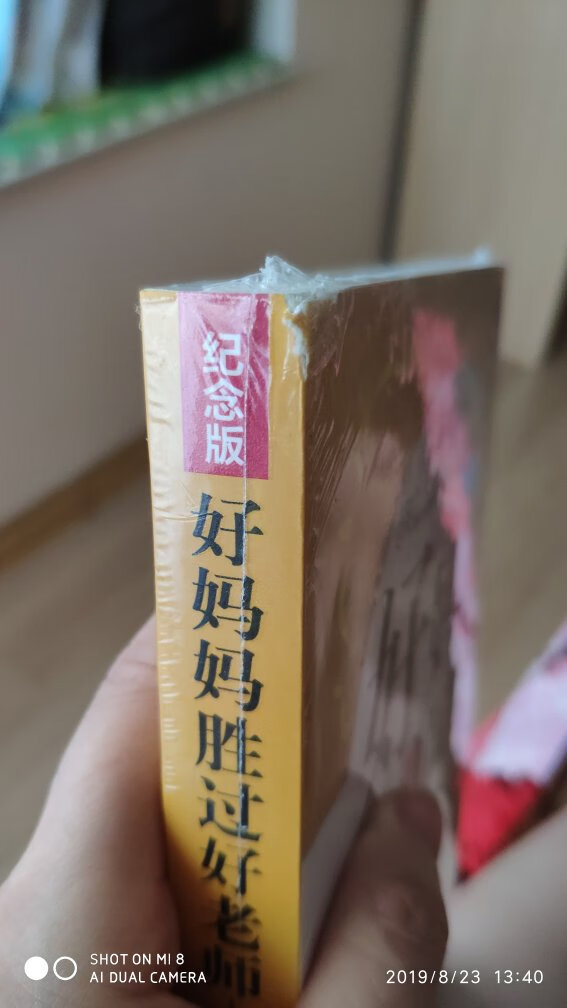 纪念版
好妈妈胜过好老师
SHOT ON MI 8
AI DUAL CAMERA
2019/8/23 13:40